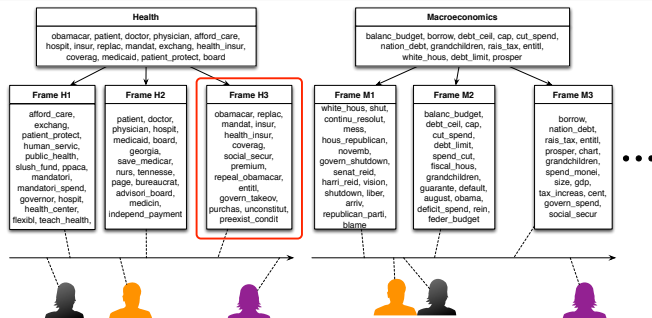 Health
obamacar, patient, doctor, physician, afford_care,
hospit, insur, replac, mandat, exchang, health_insur,
coverag, medicaid, patient_protect, board
Macroeconomics
balanc_budget, borrow, debt_ceil, cap, cut_spend,
nation_debt, grandchildren, rais_tax, entitl,
white_hous, debt_limit, prosper
Frame H1
afford_care,
exchang,
patient_protect,
human_servic,
public_health,
slush_fund, ppaca,
mandatori,
mandatori_spend,
governor, hospit,
health_center,
flexibl, teach_health,
Frame H2
patient, doctor,
physician, hospit,
medicaid, board,
georgia,
save_medicar,
nurs, tennesse,
page, bureaucrat,
advisori_board,
medicin,
independ_payment
Frame H3
obamacar, replac,
mandat, insur,
health_insur,
coverag,
social_secur,
premium,
repeal_obamacar,
entitl,
govern_takeov,
purchas, unconstitut,
preexist_condit
Frame M1
white_hous, shut,
continu_resolut,
mess,
hous_republican,
novemb,
govern_shutdown,
senat_reid,
harri_reid, vision,
shutdown, liber,
arriv,
republican_parti,
blame
Frame M2
balanc_budget,
debt_ceil, cap,
cut_spend,
debt_limit,
spend_cut,
fiscal_hous,
grandchildren,
guarante, default,
august, obama,
deficit_spend, rein,
feder_budget
Frame M3
borrow,
nation_debt,
rais_tax, entitl,
prosper, chart,
grandchildren,
spend_monei,
size, gdp,
tax_increas, cent,
govern_spend,
social_secur